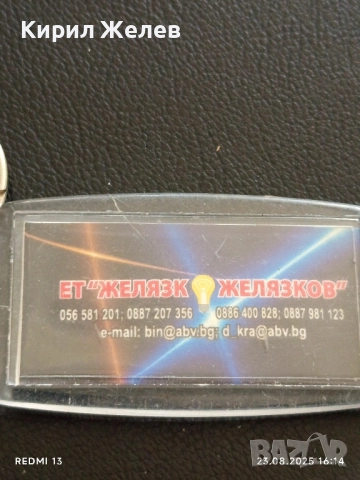 Кирил Желев
ЕТ "ЖЕЛЯЗК ЖЕЛЯЗКОВ"
056 581 201; 0887 207 356 0886 400 828; 0887 981 123
e-mail: bin@abv.bg; d_kra@abv.bg
REDMI 13
23.08.2025 16:14
BAZAR